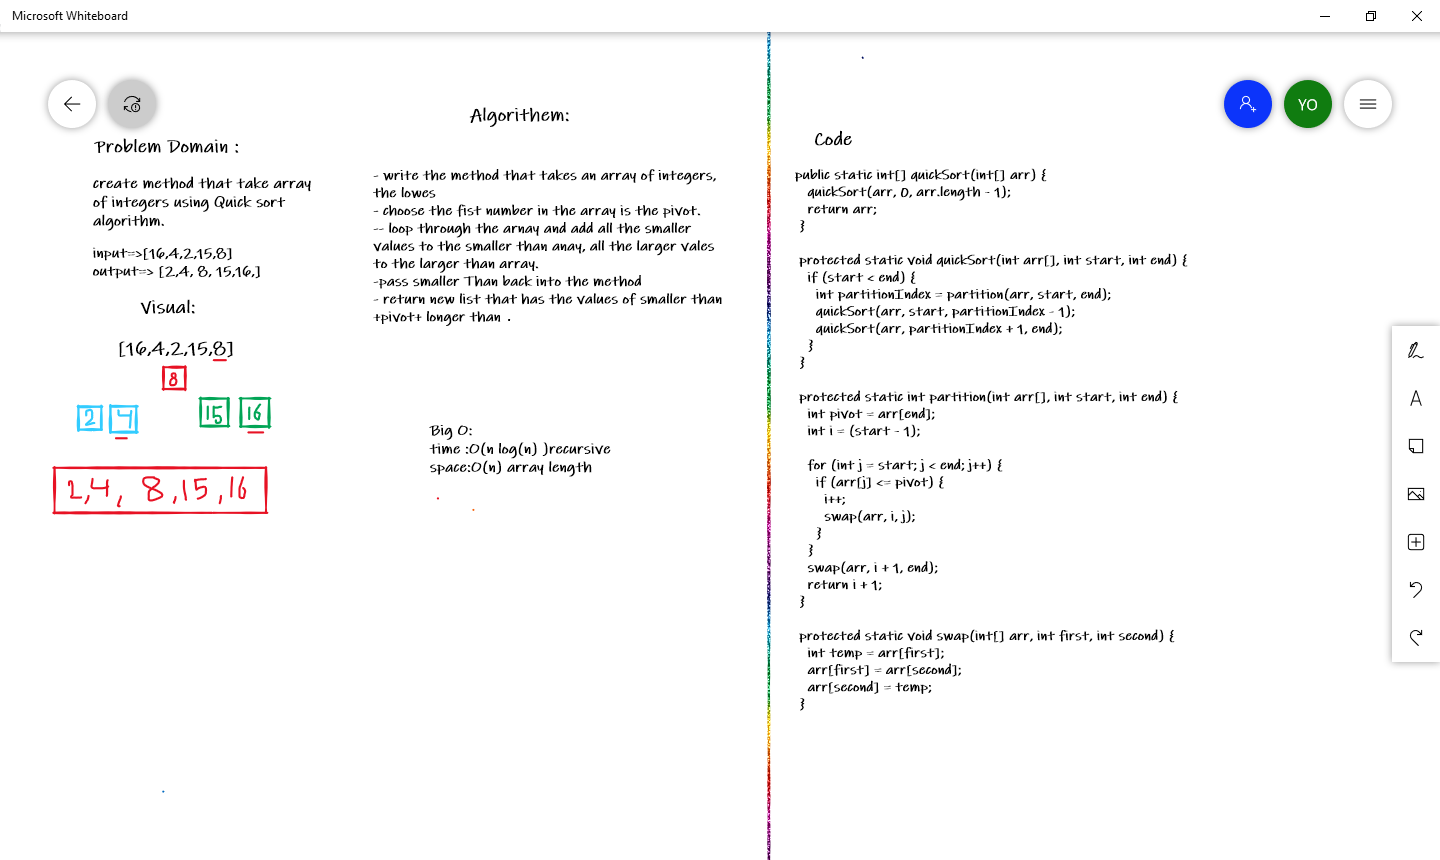 Microsoft Whiteboard
YO
Problem Domain :
create method that take array
of integers using Quick sort
algorithm.
input=>[16,4,2,15,8]
output=> [2,4, 8, 15,16,]
Visual:
[16,4,2,15,8]
8
2 4 15 16
2,4, 8,15,16
Algorithem:
- write the method that takes an array of integers,
the lowes
- choose the fist number in the array is the pivot.
-- loop through the arnay and add all the smaller
values to the smaller than anay, all the larger vales
to the larger than array.
-pass smaller Than back into the method
- return new list that has the values of smaller than
+pivot+ longer than .
Big O:
time :O(n log(n) )recursive
space:O(n) array length
Code
public static int[] quickSort(int[] arr) {
quickSort(arr, 0, arr.length - 1);
return arr;
}
protected static void quickSort(int arr[], int start, int end) {
if (start < end) {
int partitionIndex = partition(arr, start, end);
quickSort(arr, start, partitionIndex - 1);
quickSort(arr, partitionIndex + 1, end);
}
}
protected static int partition(int arr[], int start, int end) {
int pivot = arr[end];
int i = (start - 1);
for (int j = start; j < end; j++) {
if (arr[j] <= pivot) {
i++;
swap(arr, i, j);
}
}
swap(arr, i + 1, end);
return i + 1;
}
protected static void swap(int[] arr, int first, int second) {
int temp = arr[first];
arr[first] = arr[second];
arr[second] = temp;
}